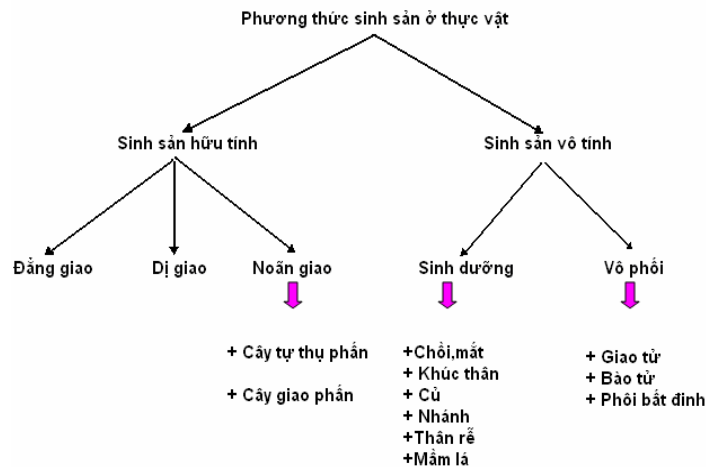 Phương thức sinh sản ở thực vật
Sinh sản hữu tính
Sinh sản vô tính
Đẳng giao
Dị giao
Noãn giao
Sinh dưỡng
Vô phối
+ Cây tự thụ phấn
+ Cây giao phấn
+Chồi,mắt
+ Khúc thân
+ Củ
+ Nhánh
+Thân rễ
+Mầm lá
+ Giao tử
+ Bào tử
+ Phôi bất đinh